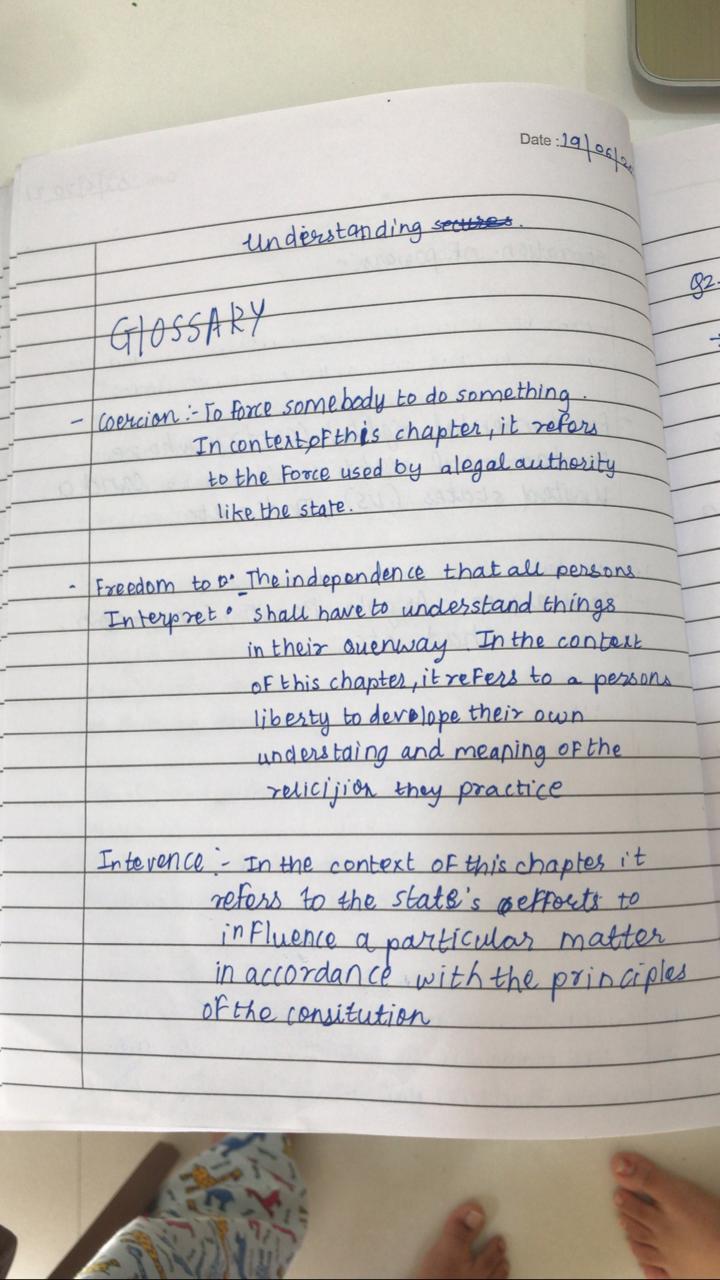 Date : 19/06/2
Understanding secures.
GlOSSARY
- Coercion :- To force somebody to do something.
In context of this chapter, it refers
to the force used by a legal authority
like the state.
- Freedom to :- The independence that all persons
Interpret shall have to understand things
in their ouenway In the context
of this chapter, it refers to a persons
liberty to develope their own
understaing and meaning of the
relicijion they practice
Intevence :- In the context of this chapter it
refers to the state's efforts to
influence a particular matter
in accordance with the principles
of the consitution
Q2-